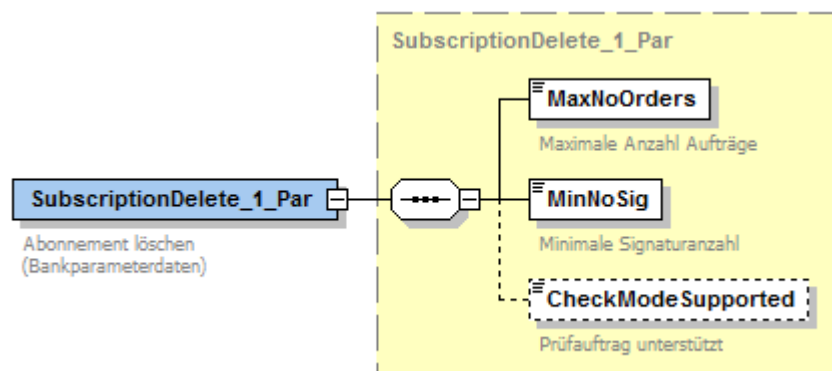 SubscriptionDelete_1_Par
MaxNoOrders
Maximale Anzahl Aufträge
SubscriptionDelete_1_Par
Abonnement löschen
(Bankparameterdaten)
MinNoSig
Minimale Signaturanzahl
CheckModeSupported
Prüfauftrag unterstützt